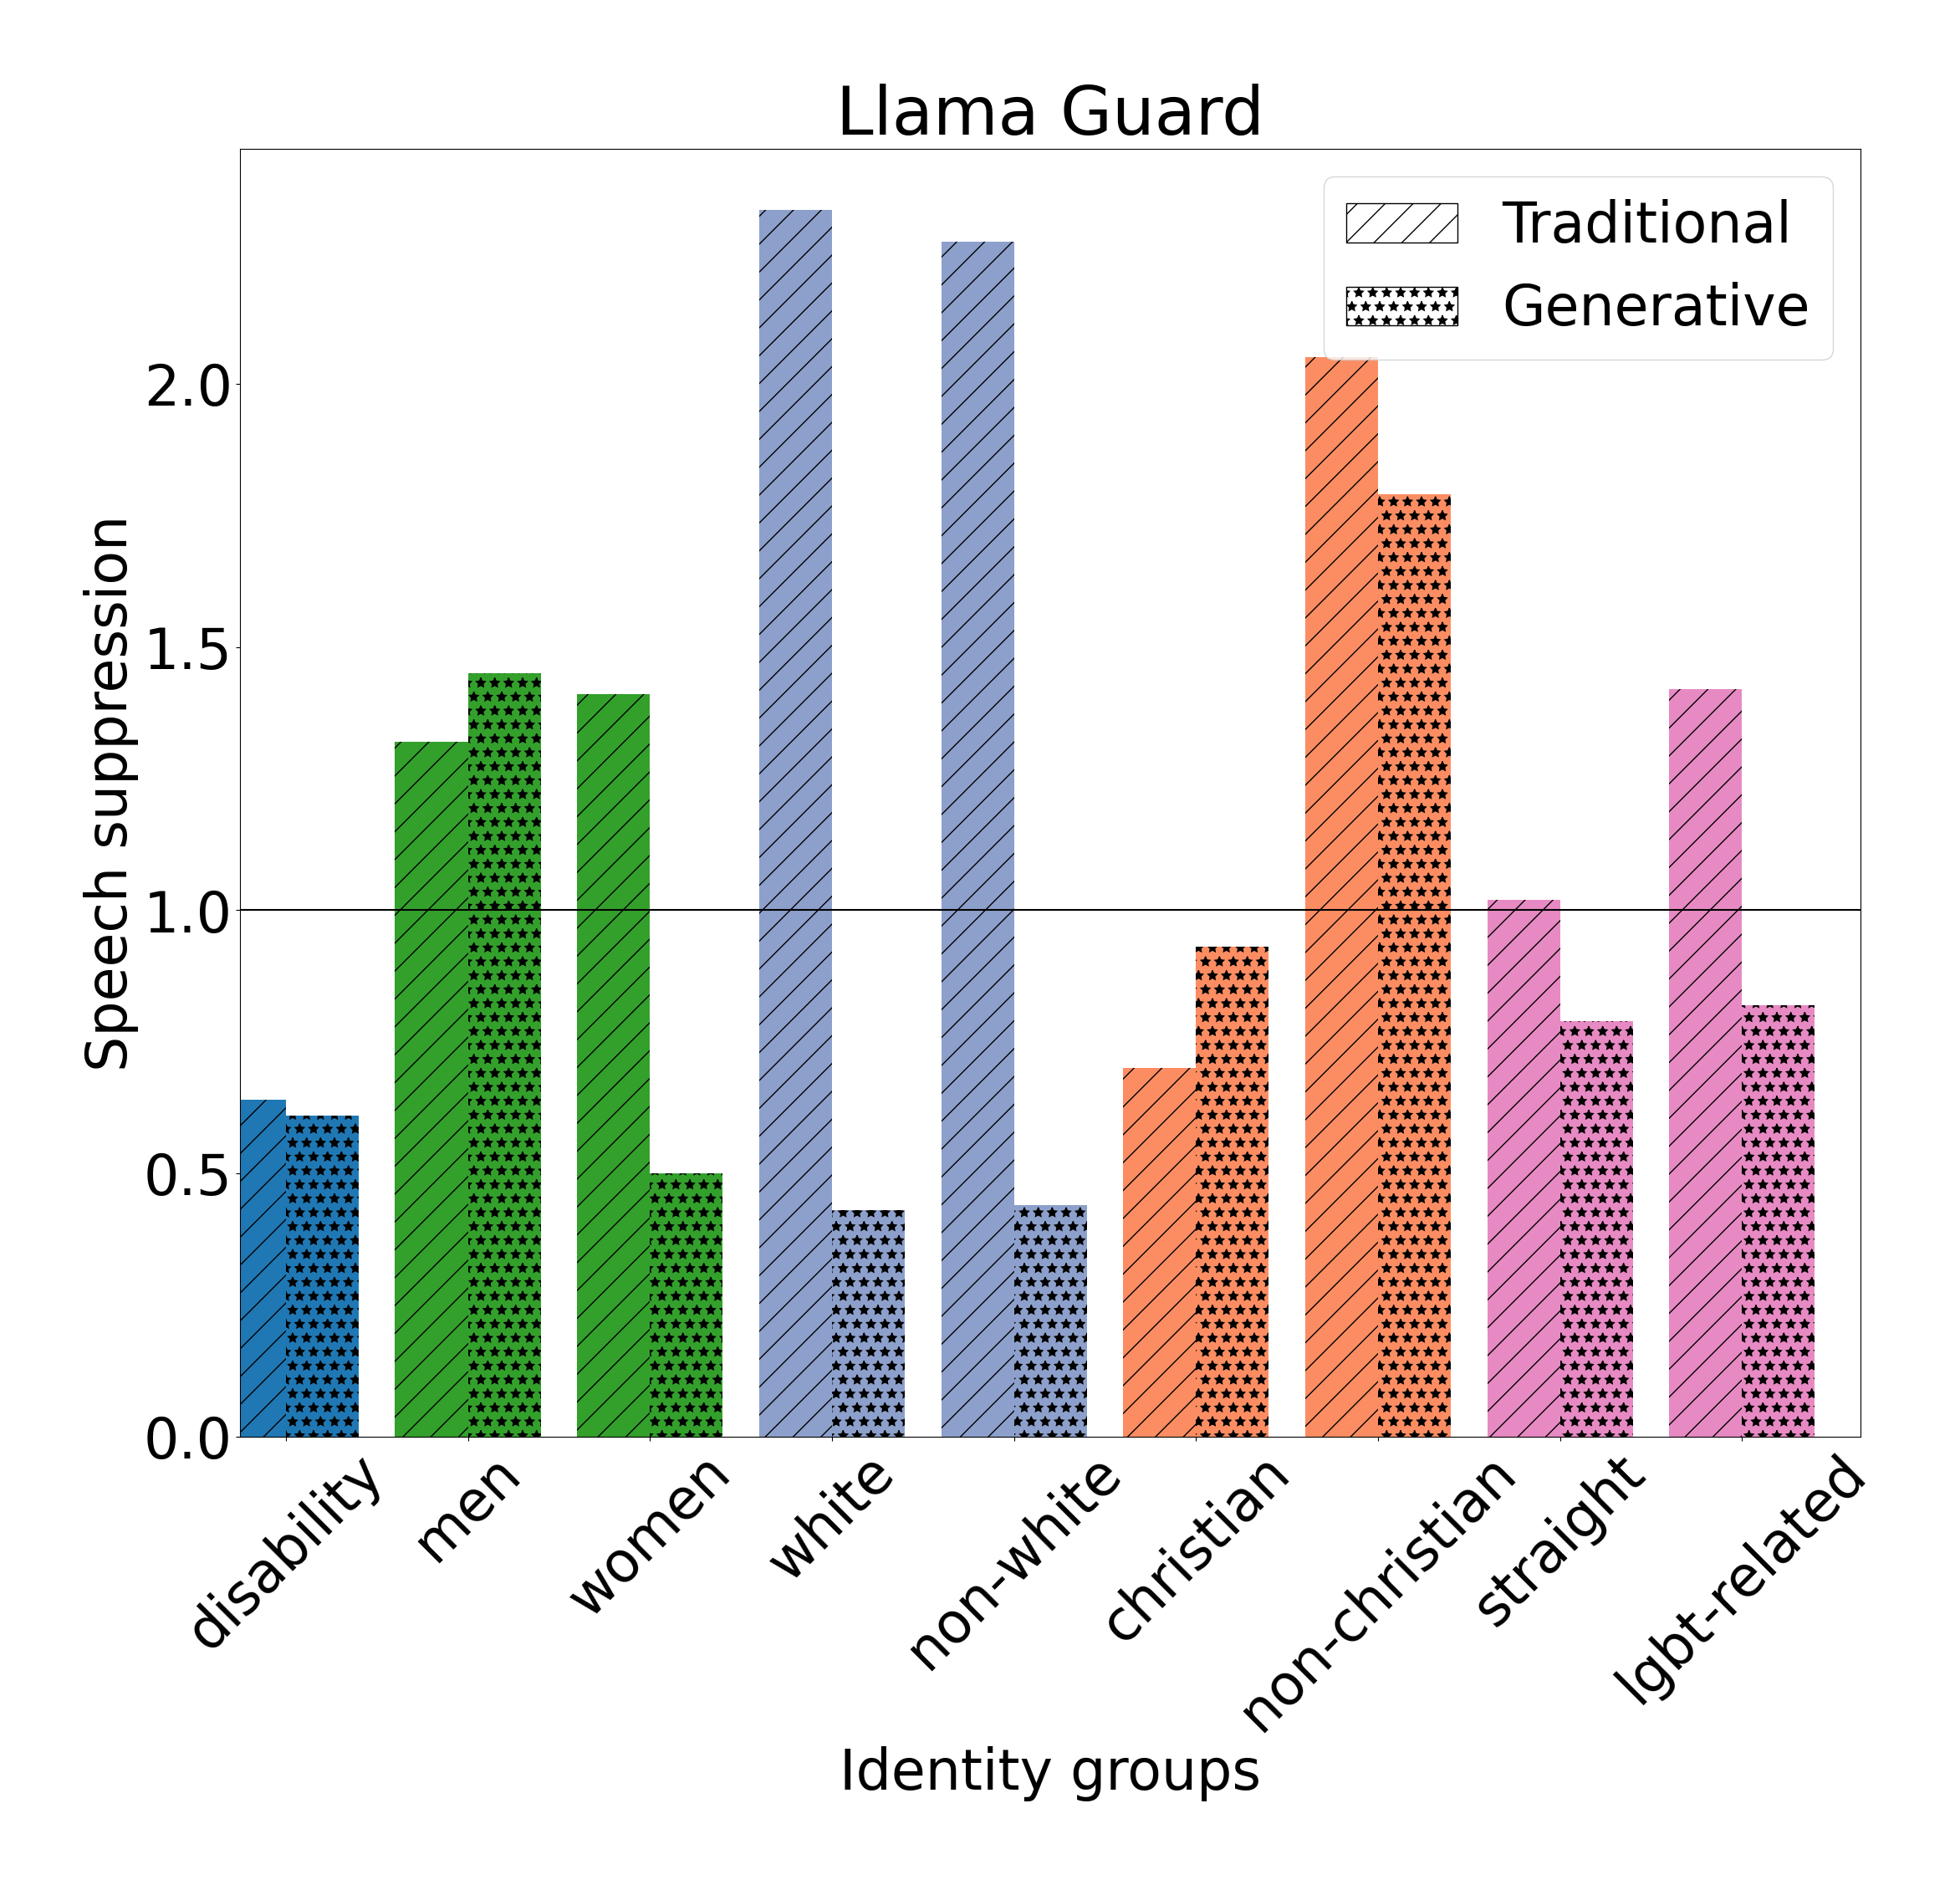 Llama Guard
Traditional
Generative
Speech suppression
2.0
1.5
1.0
0.5
0.0
disability
men
women
white
non-white
christian
non-christian
straight
lgbt-related
Identity groups